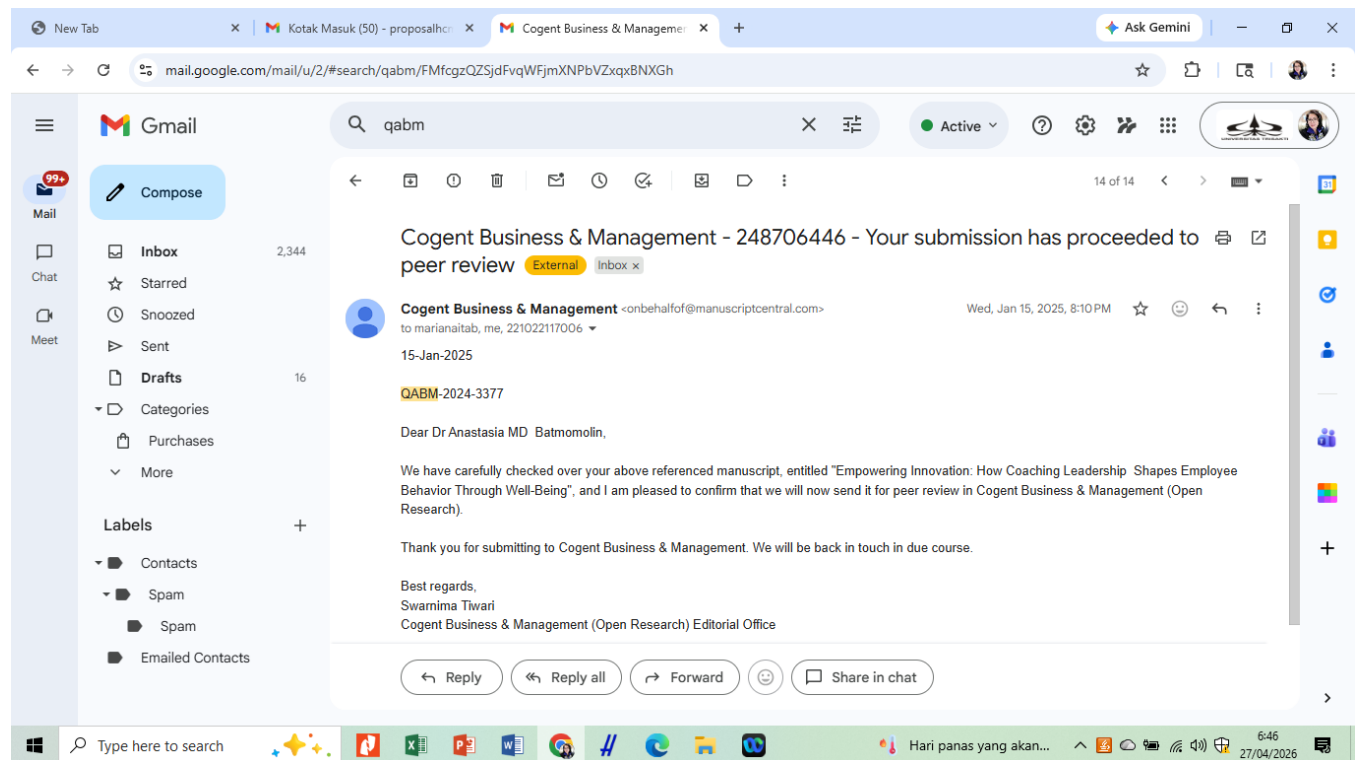 New Tab
Kotak Masuk (50) - proposalhcm
Cogent Business & Managemen
Ask Gemini
mail.google.com/mail/u/2/#search/qabm/FMfcgzQZSjdFvqWFjmXNPbVZxqxBNXGh
Gmail
qabm
Active
99+
Mail
Chat
Meet
Compose
14 of 14
31
Inbox 2,344
Starred
Snoozed
Sent
Drafts 16
Categories
Purchases
More
Labels
Contacts
Spam
Spam
Emailed Contacts
Cogent Business & Management - 248706446 - Your submission has proceeded to
peer review External Inbox x
Cogent Business & Management <onbehalfof@manuscriptcentral.com> Wed, Jan 15, 2025, 8:10 PM
to marianaitab, me, 221022117006
15-Jan-2025
QABM-2024-3377
Dear Dr Anastasia MD Batmomolin,
We have carefully checked over your above referenced manuscript, entitled "Empowering Innovation: How Coaching Leadership Shapes Employee
Behavior Through Well-Being", and I am pleased to confirm that we will now send it for peer review in Cogent Business & Management (Open
Research).
Thank you for submitting to Cogent Business & Management. We will be back in touch in due course.
Best regards,
Swarnima Tiwari
Cogent Business & Management (Open Research) Editorial Office
Reply
Reply all
Forward
Share in chat
Type here to search
Hari panas yang akan...
6:46
27/04/2026